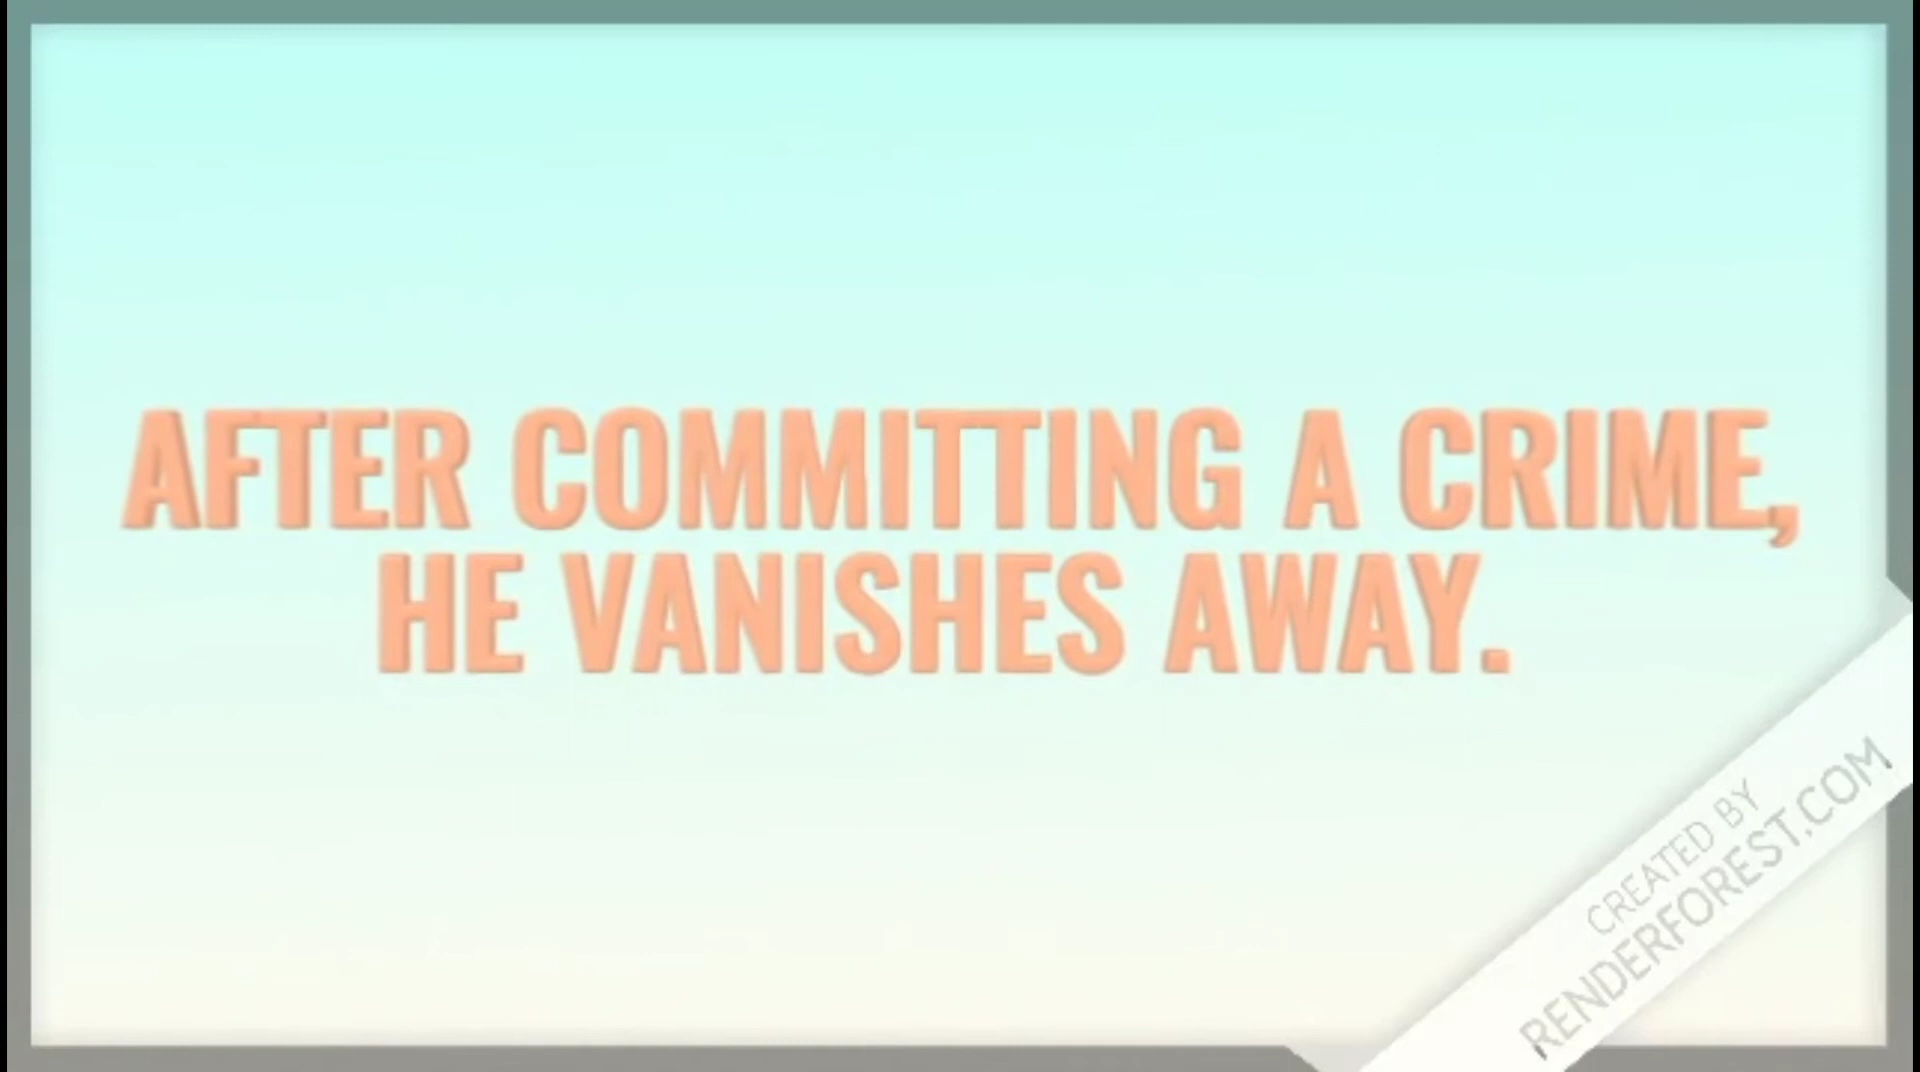 AFTER COMMITTING A CRIME,
HE VANISHES AWAY.
CREATED BY
RENDERFOREST.COM